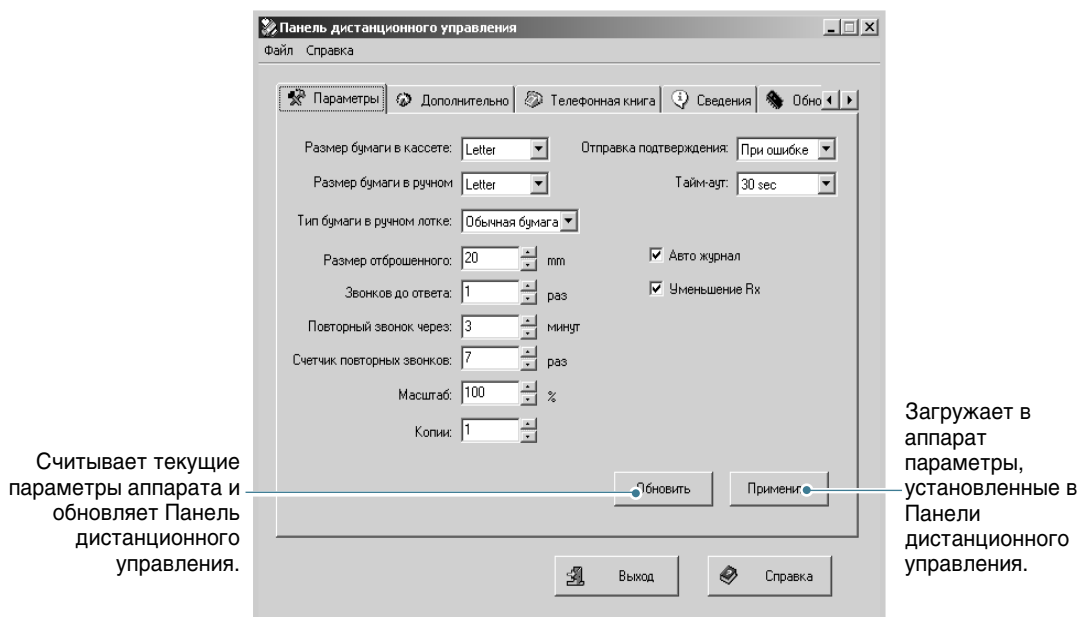 Панель дистанционного управления
Файл Справка
Параметры Дополнительно Телефонная книга Сведения Обно
Размер бумаги в кассете: Letter Отправка подтверждения: При ошибке
Размер бумаги в ручном Letter Тайм-аут: 30 sec
Тип бумаги в ручном лотке: Обычная бумага
Размер отброшенного: 20 mm Авто журнал
Звонков до ответа: 1 раз Уменьшение Rx
Повторный звонок через: 3 минут
Счетчик повторных звонков: 7 раз
Масштаб: 100 %
Копии: 1
Обновить Применит
Выход Справка
Считывает текущие
параметры аппарата и
обновляет Панель
дистанционного
управления.
Загружает в
аппарат
параметры,
установленные в
Панели
дистанционного
управления.